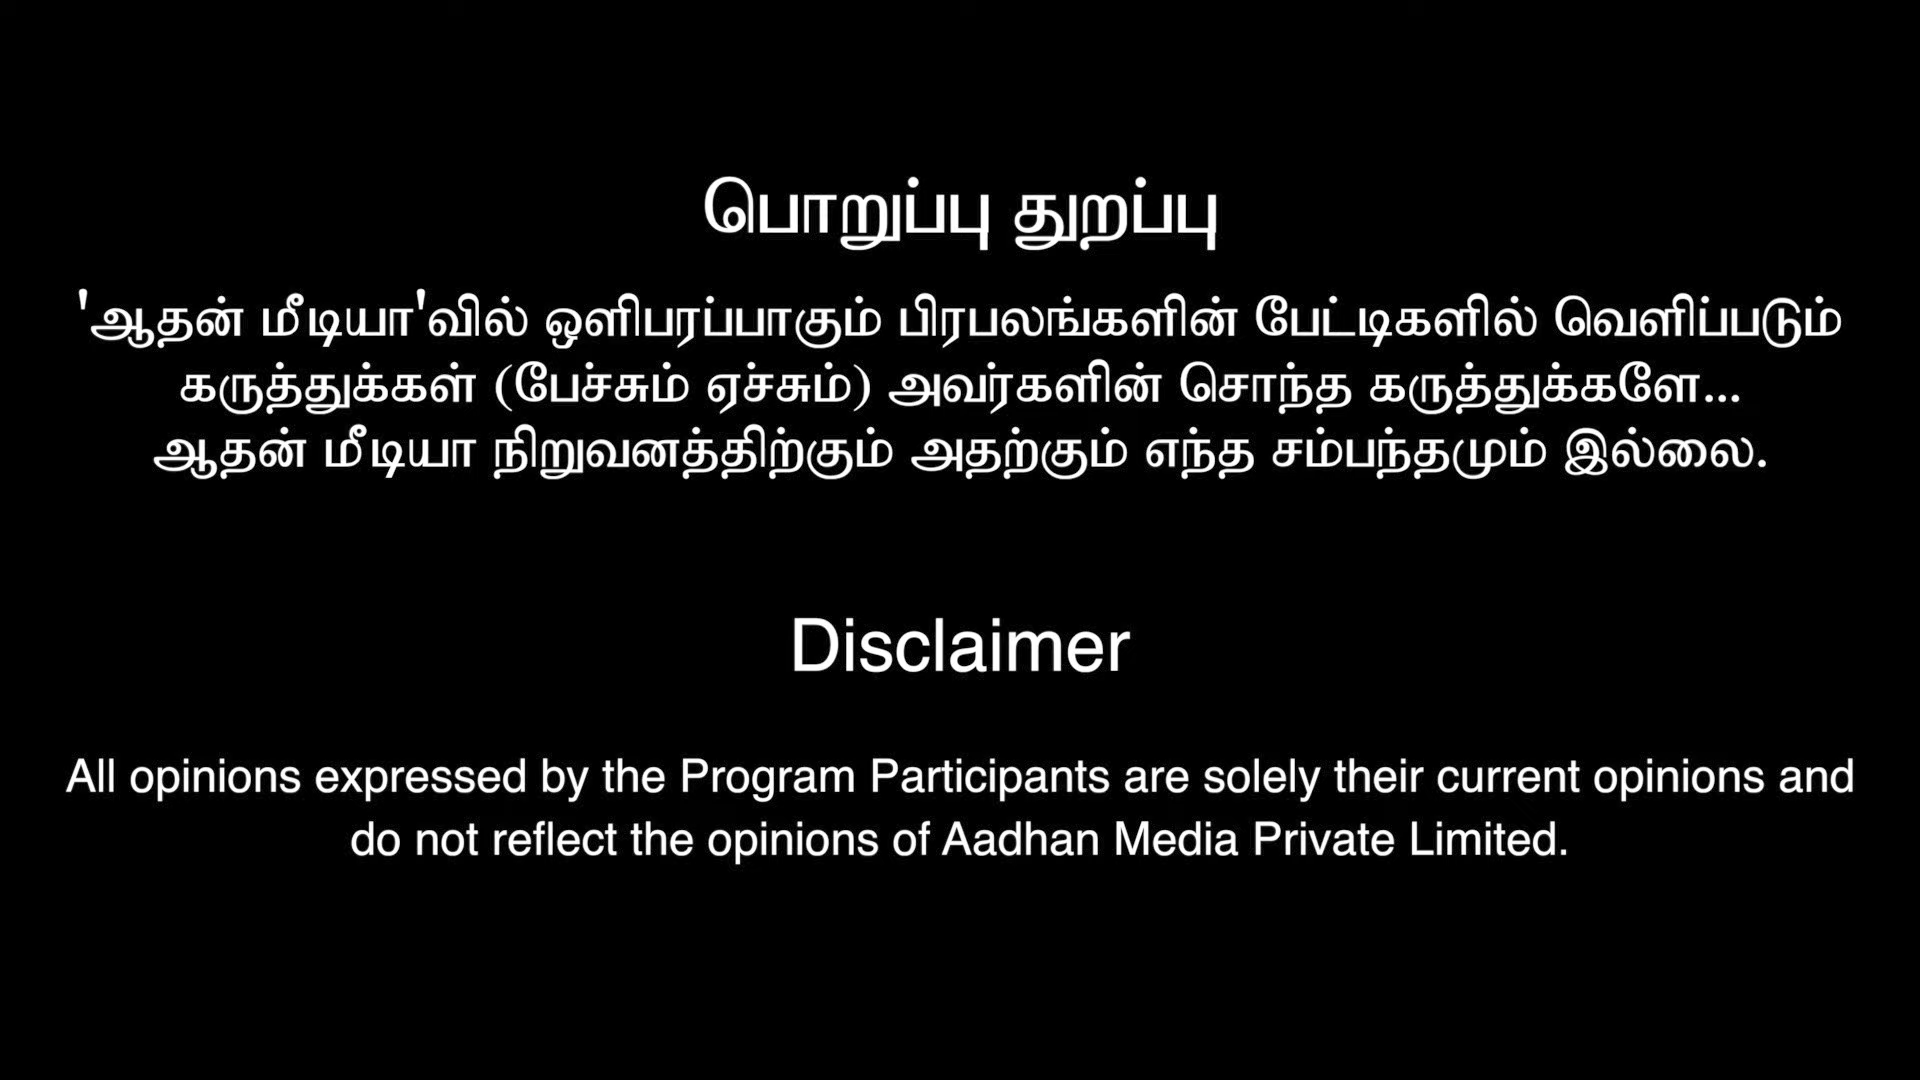 பொறுப்பு துறப்பு
'ஆதன் மீடியா'வில் ஒளிபரப்பாகும் பிரபலங்களின் பேட்டிகளில் வெளிப்படும்
கருத்துக்கள் (பேச்சும் ஏச்சும்) அவர்களின் சொந்த கருத்துக்களே...
ஆதன் மீடியா நிறுவனத்திற்கும் அதற்கும் எந்த சம்பந்தமும் இல்லை.
Disclaimer
All opinions expressed by the Program Participants are solely their current opinions and
do not reflect the opinions of Aadhan Media Private Limited.